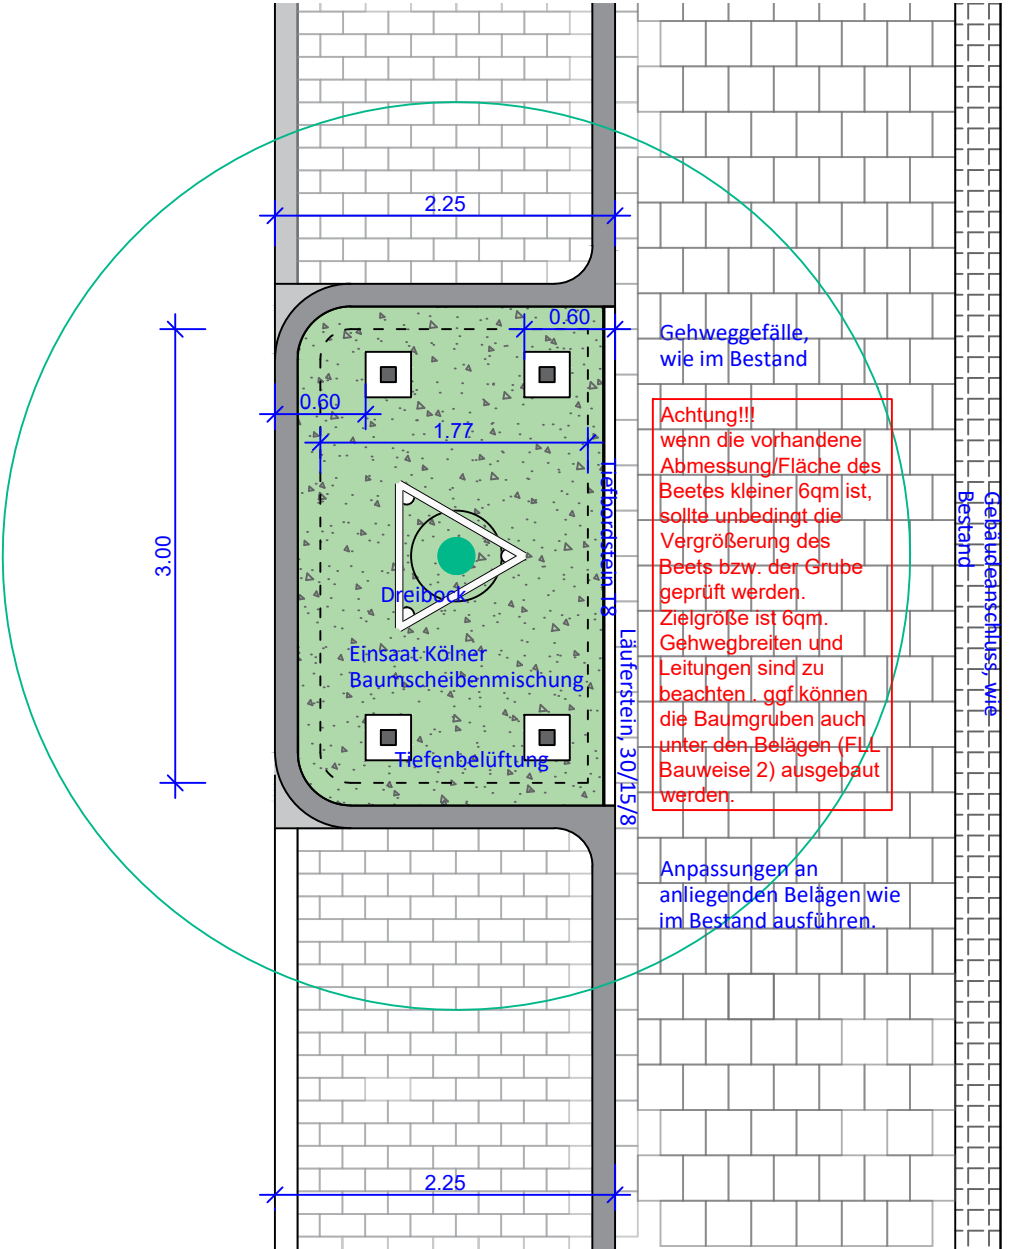 2.25
0.60
Gehweggefälle,
wie im Bestand
0.60
1.77
3.00
Achtung!!!
wenn die vorhandene
Abmessung/Fläche des
Beetes kleiner 6qm ist,
sollte unbedingt die
Vergrößerung des
Beets bzw. der Grube
geprüft werden.
Zielgröße ist 6qm.
Gehwegbreiten und
Leitungen sind zu
beachten . ggf können
die Baumgruben auch
unter den Belägen (FLL
Bauweise 2) ausgebaut
werden.
Tiefbordstein T8
Läuferstein, 30/15/8
Gebäudeanschluss, wie
Bestand
Dreibock
Einsaat Kölner
Baumscheibenmischung
Tiefenbelüftung
Anpassungen an
anliegenden Belägen wie
im Bestand ausführen.
2.25